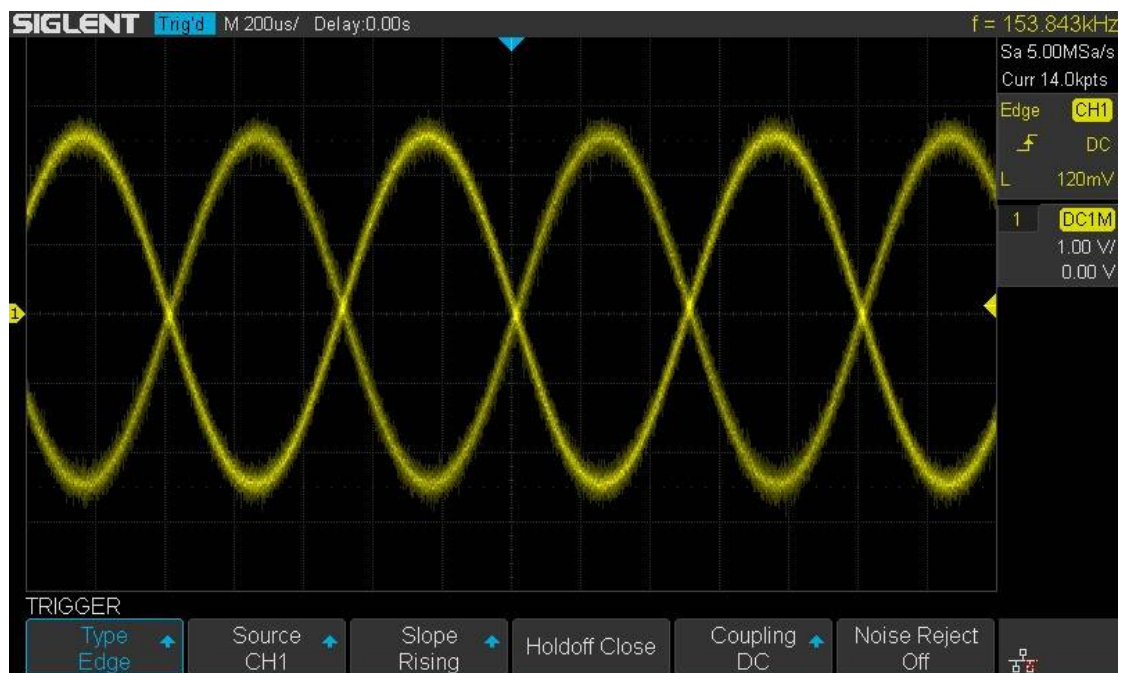 SIGLENT Trig'd M 200us/ Delay:0.00s f = 153.843kHz
Sa 5.00MSa/s
Curr 14.0kpts
Edge CH1
DC
L 120mV
1 DC1M
1.00 V/
0.00 V
1
TRIGGER
Type Source Slope Holdoff Close Coupling Noise Reject
Edge CH1 Rising DC Off